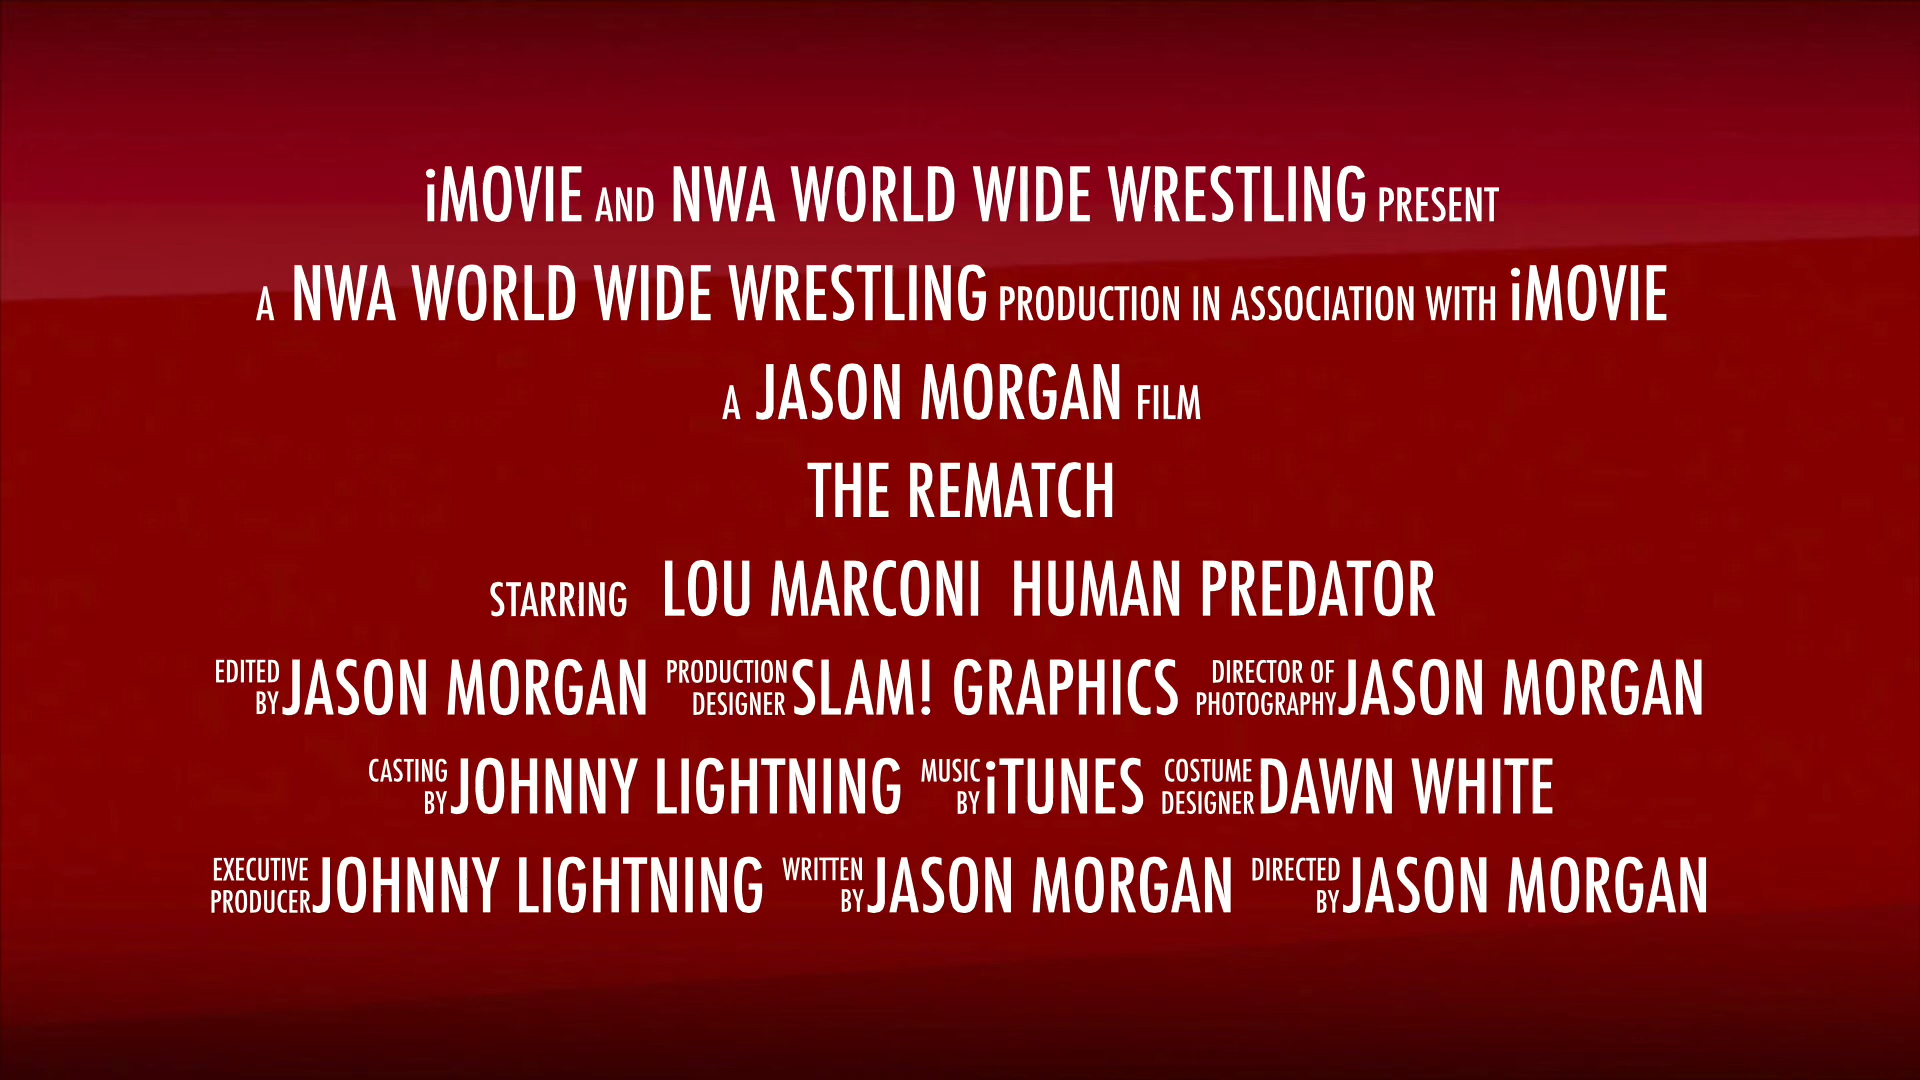 iMOVIE AND NWA WORLD WIDE WRESTLING PRESENT
A NWA WORLD WIDE WRESTLING PRODUCTION IN ASSOCIATION WITH iMOVIE
A JASON MORGAN FILM
THE REMATCH
STARRING LOU MARCONI HUMAN PREDATOR
EDITED BY JASON MORGAN PRODUCTION DESIGNER SLAM! GRAPHICS DIRECTOR OF PHOTOGRAPHY JASON MORGAN
CASTING BY JOHNNY LIGHTNING MUSIC BY iTUNES COSTUME DESIGNER DAWN WHITE
EXECUTIVE PRODUCER JOHNNY LIGHTNING WRITTEN BY JASON MORGAN DIRECTED BY JASON MORGAN